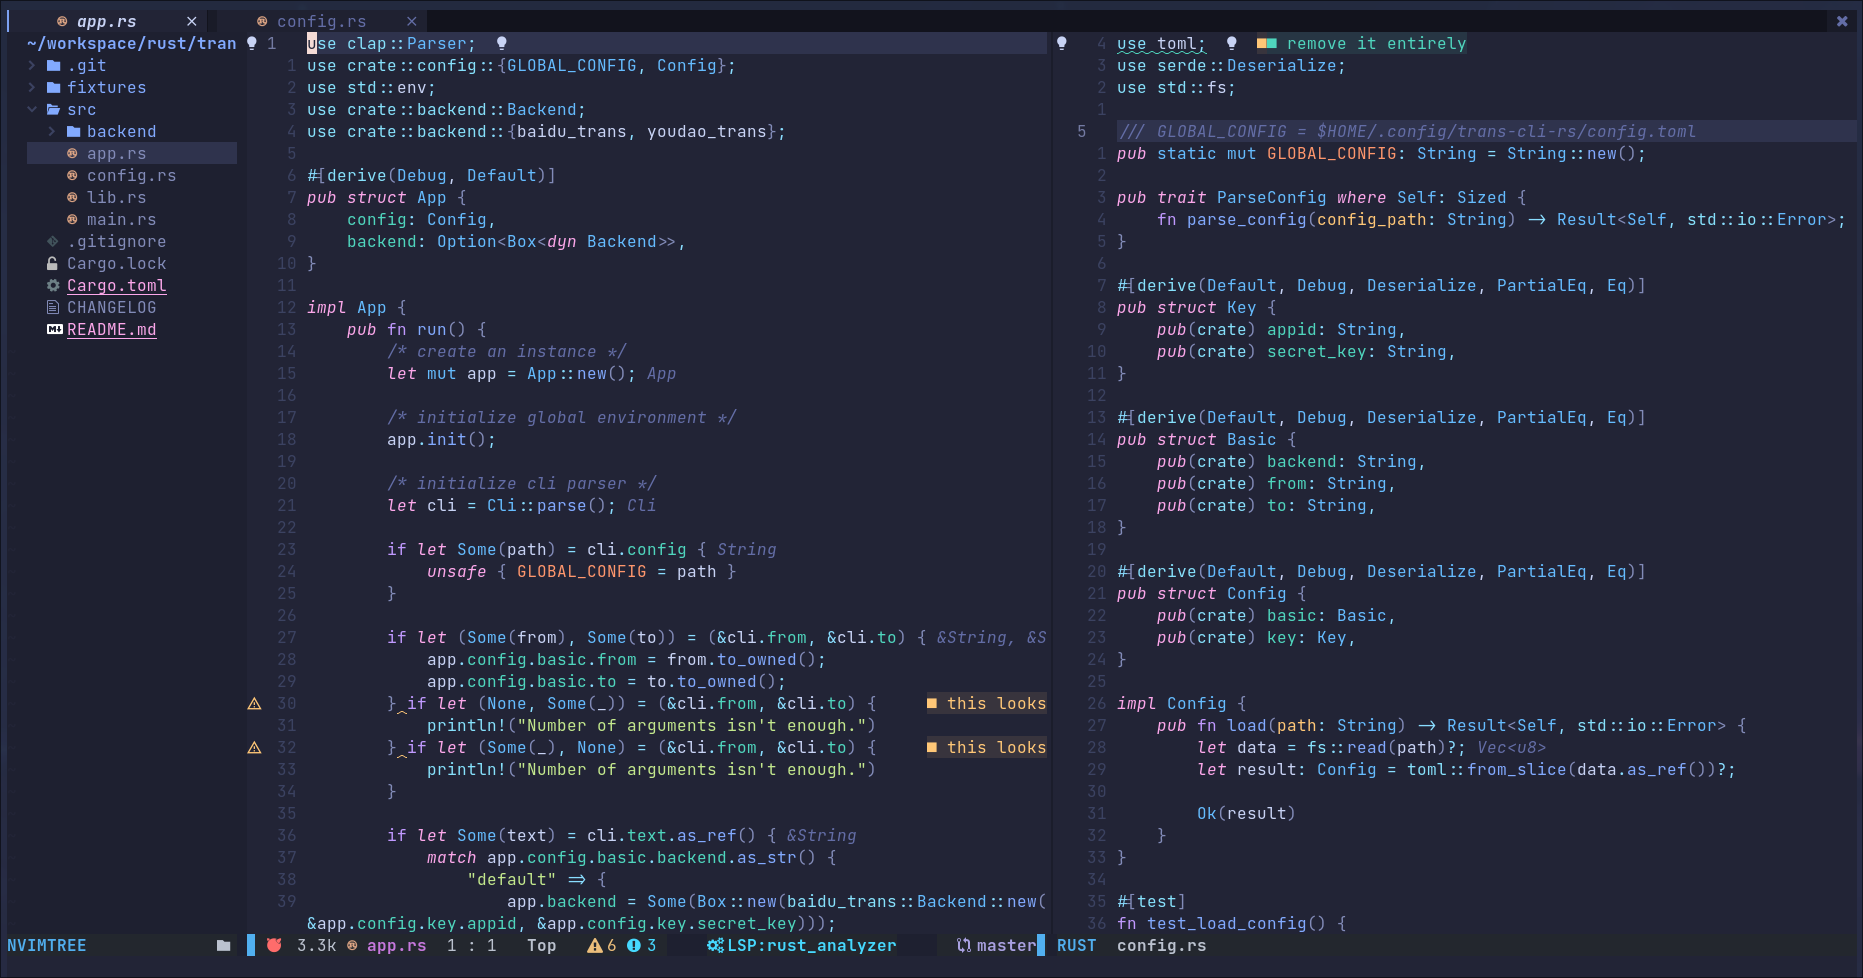 app.rs ×
config.rs ×
~/workspace/rust/tran
.git
fixtures
src
backend
app.rs
config.rs
lib.rs
main.rs
.gitignore
Cargo.lock
Cargo.toml
CHANGELOG
README.md
1 use clap::Parser;
1 use crate::config::{GLOBAL_CONFIG, Config};
2 use std::env;
3 use crate::backend::Backend;
4 use crate::backend::{baidu_trans, youdao_trans};
5
6 #[derive(Debug, Default)]
7 pub struct App {
8 config: Config,
9 backend: Option<Box<dyn Backend>>,
10 }
11
12 impl App {
13 pub fn run() {
14 /* create an instance */
15 let mut app = App::new(); App
16
17 /* initialize global environment */
18 app.init();
19
20 /* initialize cli parser */
21 let cli = Cli::parse(); Cli
22
23 if let Some(path) = cli.config { String
24 unsafe { GLOBAL_CONFIG = path }
25 }
26
27 if let (Some(from), Some(to)) = (&cli.from, &cli.to) { &String, &S
28 app.config.basic.from = from.to_owned();
29 app.config.basic.to = to.to_owned();
30 } if let (None, Some(_)) = (&cli.from, &cli.to) { this looks
31 println!("Number of arguments isn't enough.")
32 } if let (Some(_), None) = (&cli.from, &cli.to) { this looks
33 println!("Number of arguments isn't enough.")
34 }
35
36 if let Some(text) = cli.text.as_ref() { &String
37 match app.config.basic.backend.as_str() {
38 "default" => {
39 app.backend = Some(Box::new(baidu_trans::Backend::new(
&app.config.key.appid, &app.config.key.secret_key)));
4 use toml; remove it entirely
3 use serde::Deserialize;
2 use std::fs;
1
5 /// GLOBAL_CONFIG = $HOME/.config/trans-cli-rs/config.toml
1 pub static mut GLOBAL_CONFIG: String = String::new();
2
3 pub trait ParseConfig where Self: Sized {
4 fn parse_config(config_path: String) -> Result<Self, std::io::Error>;
5 }
6
7 #[derive(Default, Debug, Deserialize, PartialEq, Eq)]
8 pub struct Key {
9 pub(crate) appid: String,
10 pub(crate) secret_key: String,
11 }
12
13 #[derive(Default, Debug, Deserialize, PartialEq, Eq)]
14 pub struct Basic {
15 pub(crate) backend: String,
16 pub(crate) from: String,
17 pub(crate) to: String,
18 }
19
20 #[derive(Default, Debug, Deserialize, PartialEq, Eq)]
21 pub struct Config {
22 pub(crate) basic: Basic,
23 pub(crate) key: Key,
24 }
25
26 impl Config {
27 pub fn load(path: String) -> Result<Self, std::io::Error> {
28 let data = fs::read(path)?; Vec<u8>
29 let result: Config = toml::from_slice(data.as_ref())?;
30
31 Ok(result)
32 }
33 }
34
35 #[test]
36 fn test_load_config() {
NVIMTREE
3.3k app.rs 1 : 1 Top 6 3 LSP:rust_analyzer master
RUST config.rs